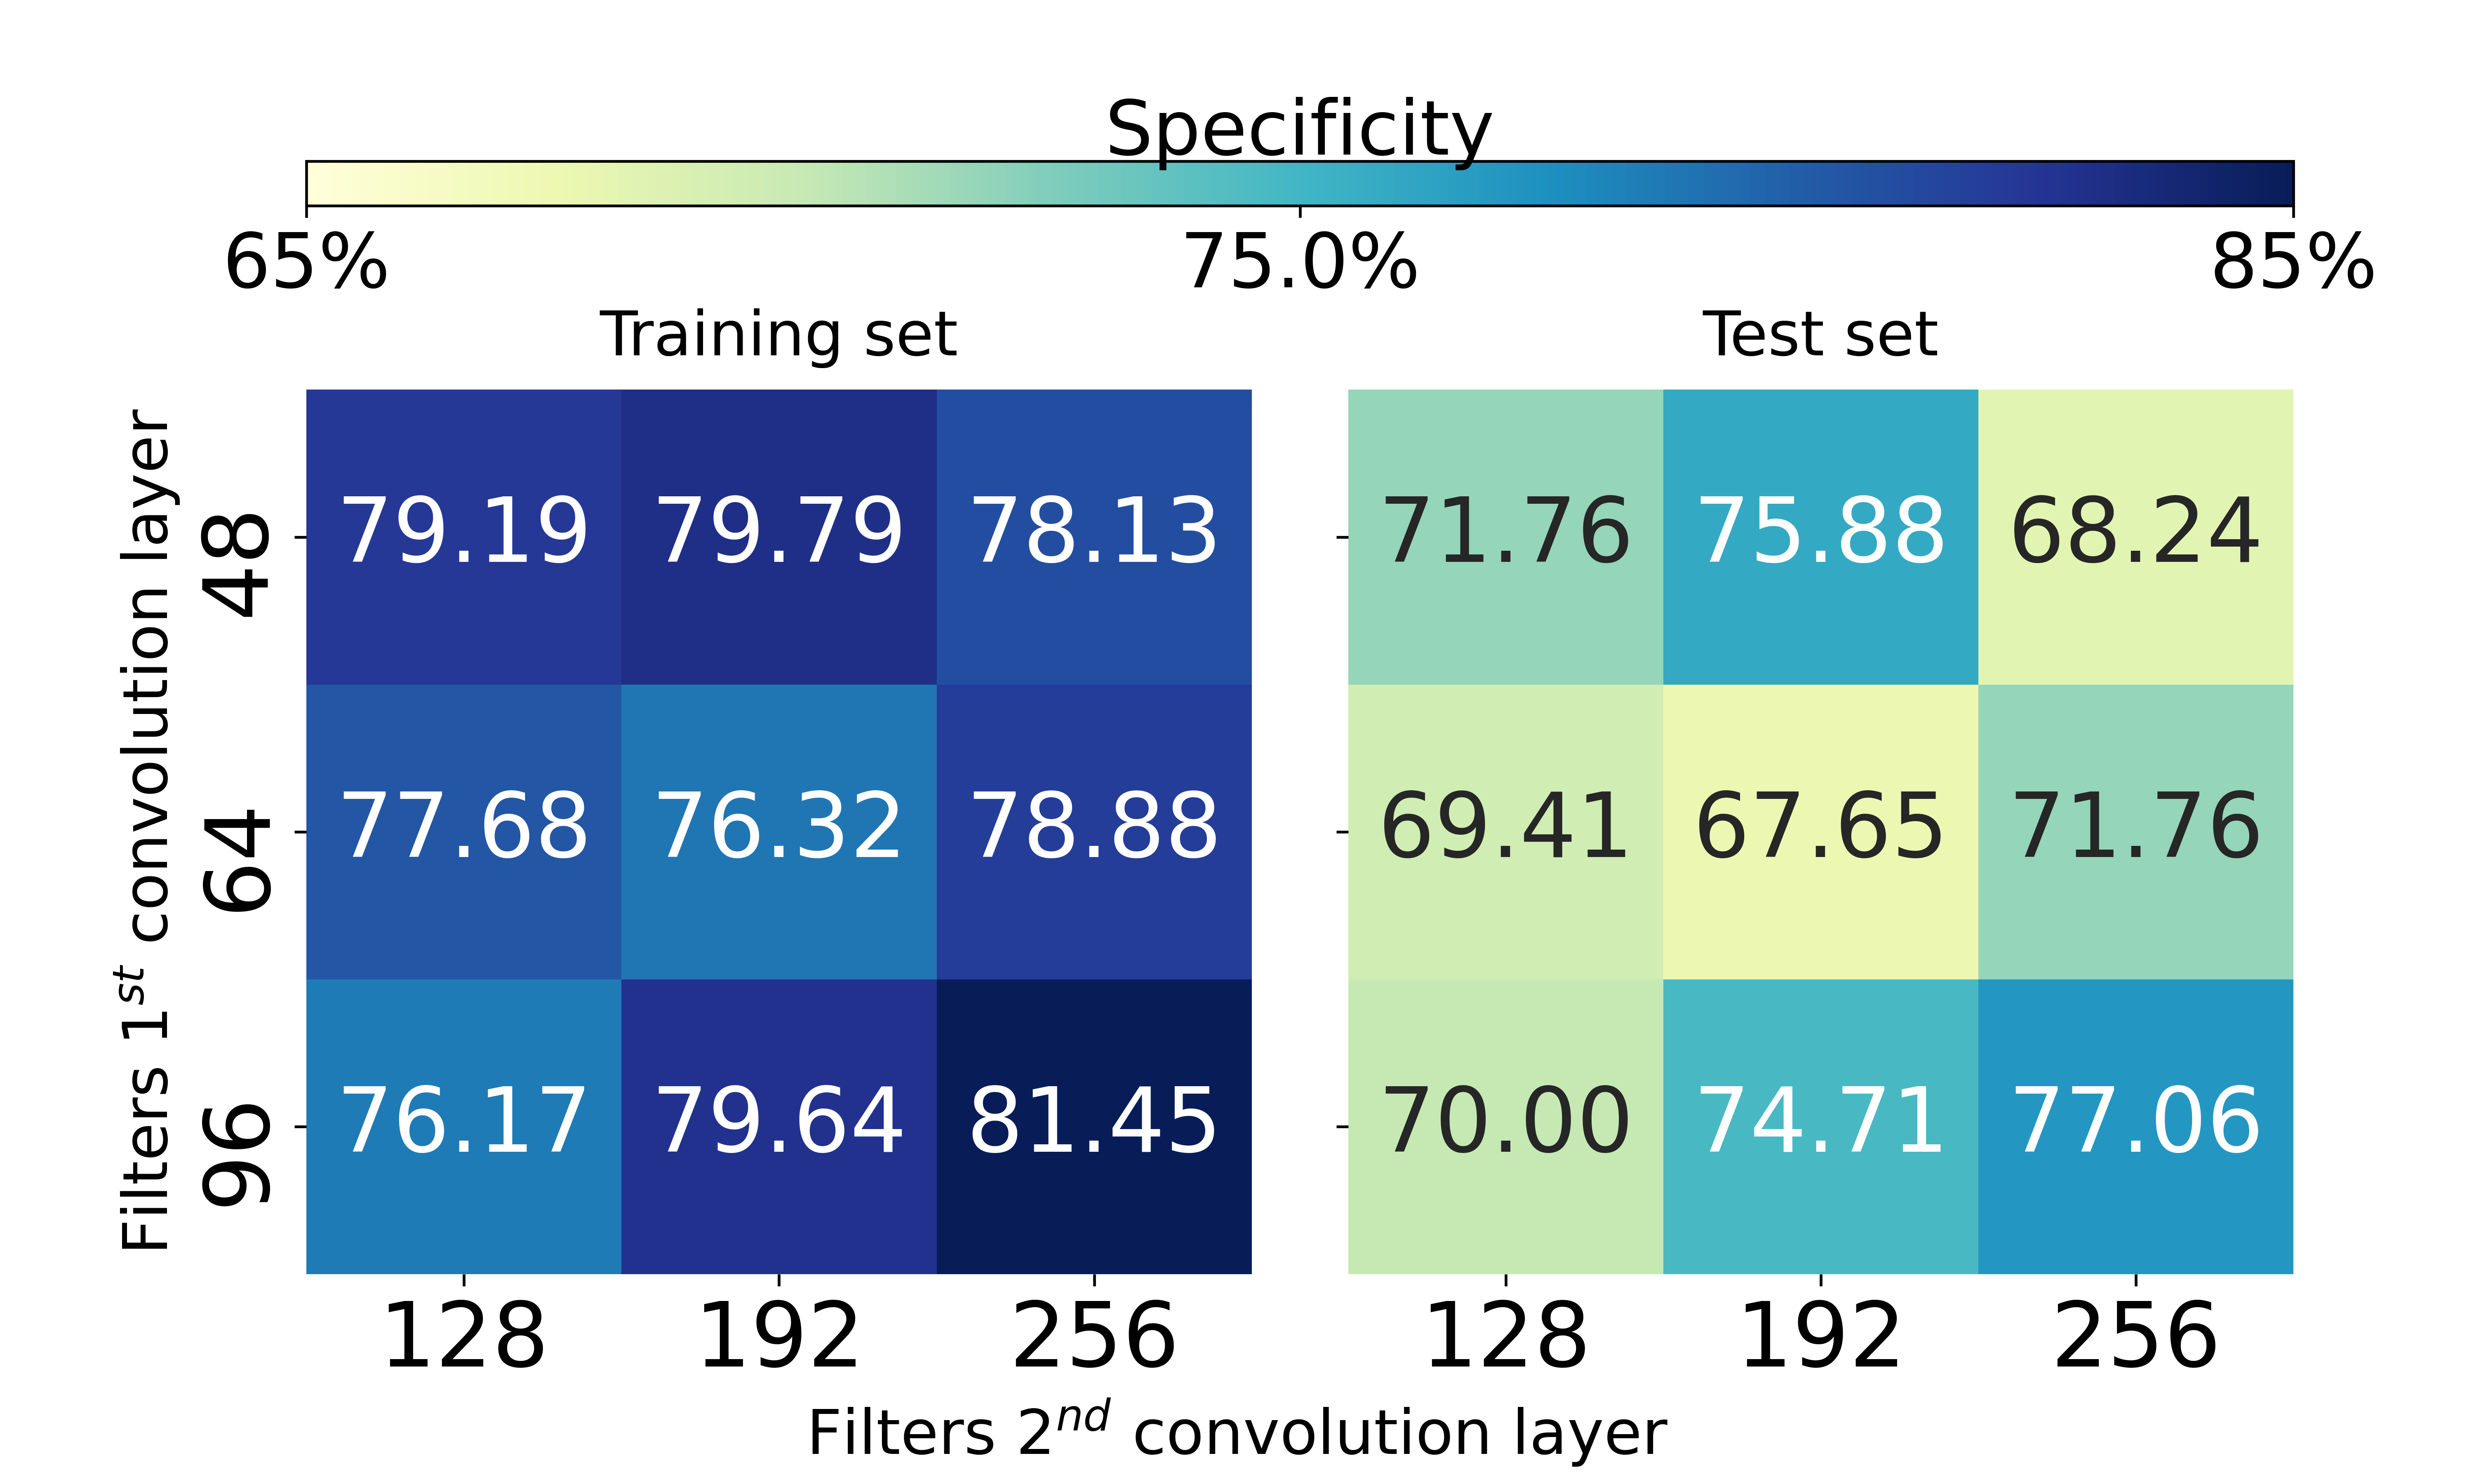 Specificity
65% 75.0% 85%
Training set Test set
Filters 1st convolution layer
48 79.19 79.79 78.13 71.76 75.88 68.24
64 77.68 76.32 78.88 69.41 67.65 71.76
96 76.17 79.64 81.45 70.00 74.71 77.06
128 192 256 128 192 256
Filters 2nd convolution layer